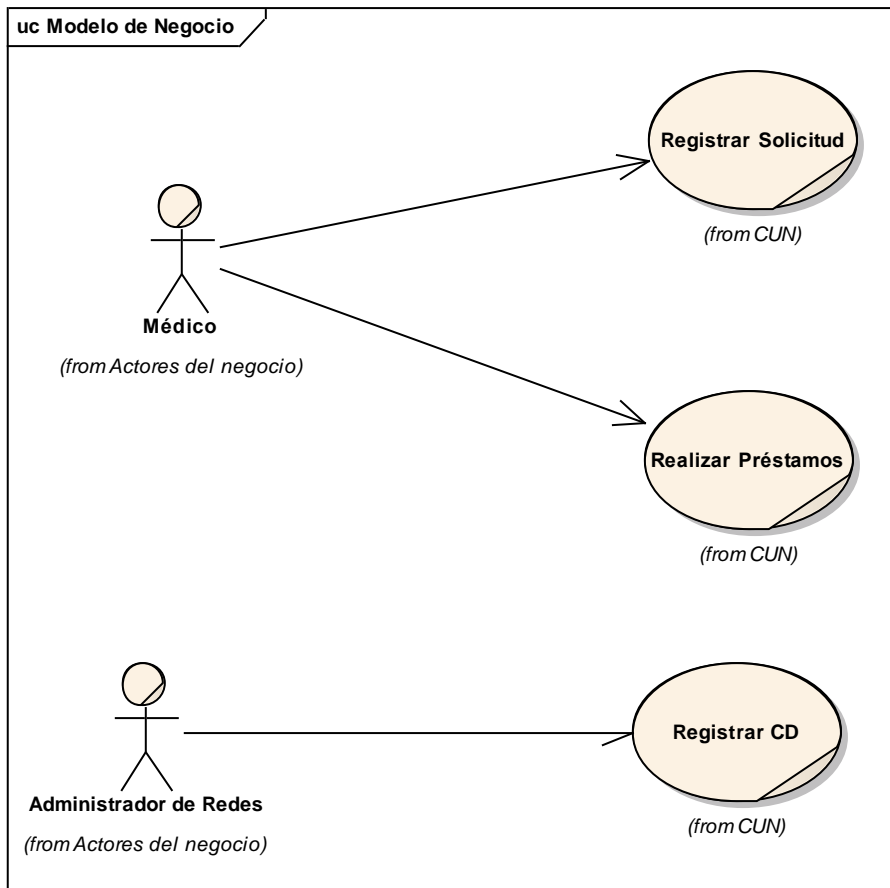 uc Modelo de Negocio
Registrar Solicitud
(from CUN)
Médico
(from Actores del negocio)
Realizar Préstamos
(from CUN)
Registrar CD
(from CUN)
Administrador de Redes
(from Actores del negocio)